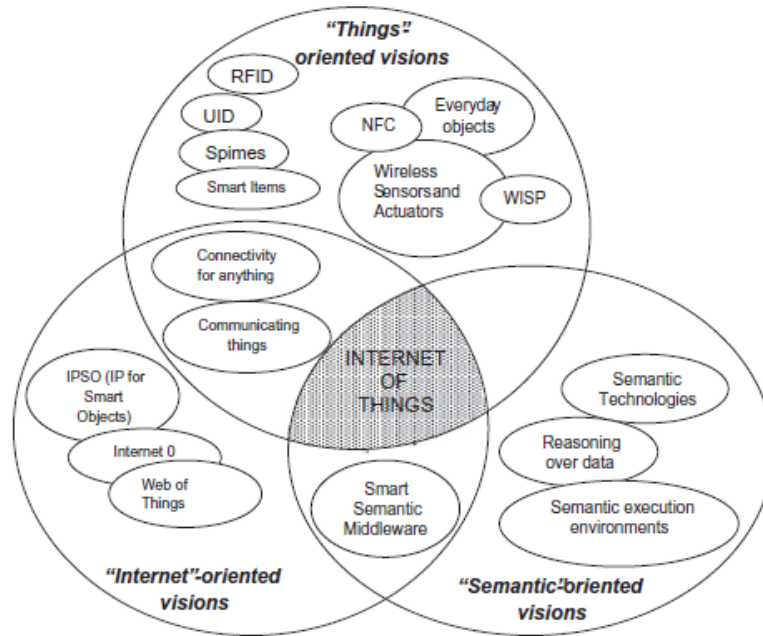 “Things”-
oriented visions
RFID
UID
Spimes
Smart Items
NFC
Everyday
objects
Wireless
Sensors and
Actuators
WISP
Connectivity
for anything
Communicating
things
INTERNET
OF
THINGS
IPSO (IP for
Smart
Objects)
Internet 0
Web of
Things
Semantic
Technologies
Reasoning
over data
Semantic execution
environments
Smart
Semantic
Middleware
“Internet”-oriented
visions
“Semantic”-oriented
visions